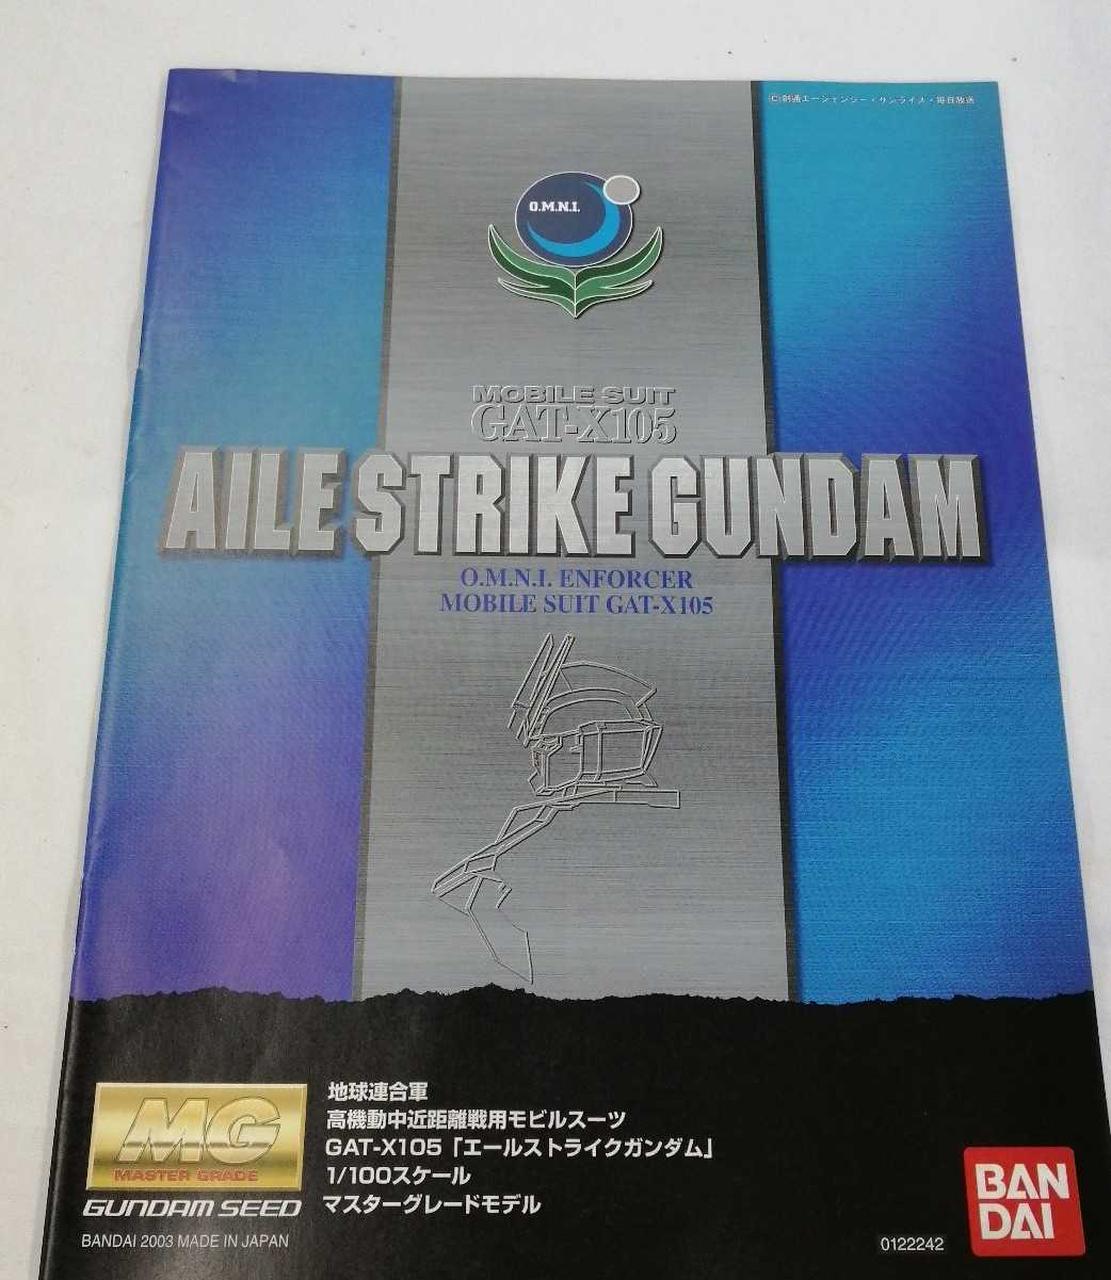 ©創通エージェンシー・サンライズ・毎日放送
O.M.N.I.
MOBILE SUIT
GAT-X105
AILE STRIKE GUNDAM
O.M.N.I. ENFORCER
MOBILE SUIT GAT-X105
MG
MASTER GRADE
GUNDAM SEED
BANDAI 2003 MADE IN JAPAN
地球連合軍
高機動中近距離戦用モビルスーツ
GAT-X105「エールストライクガンダム」
1/100スケール
マスターグレードモデル
0122242
BAN
DAI